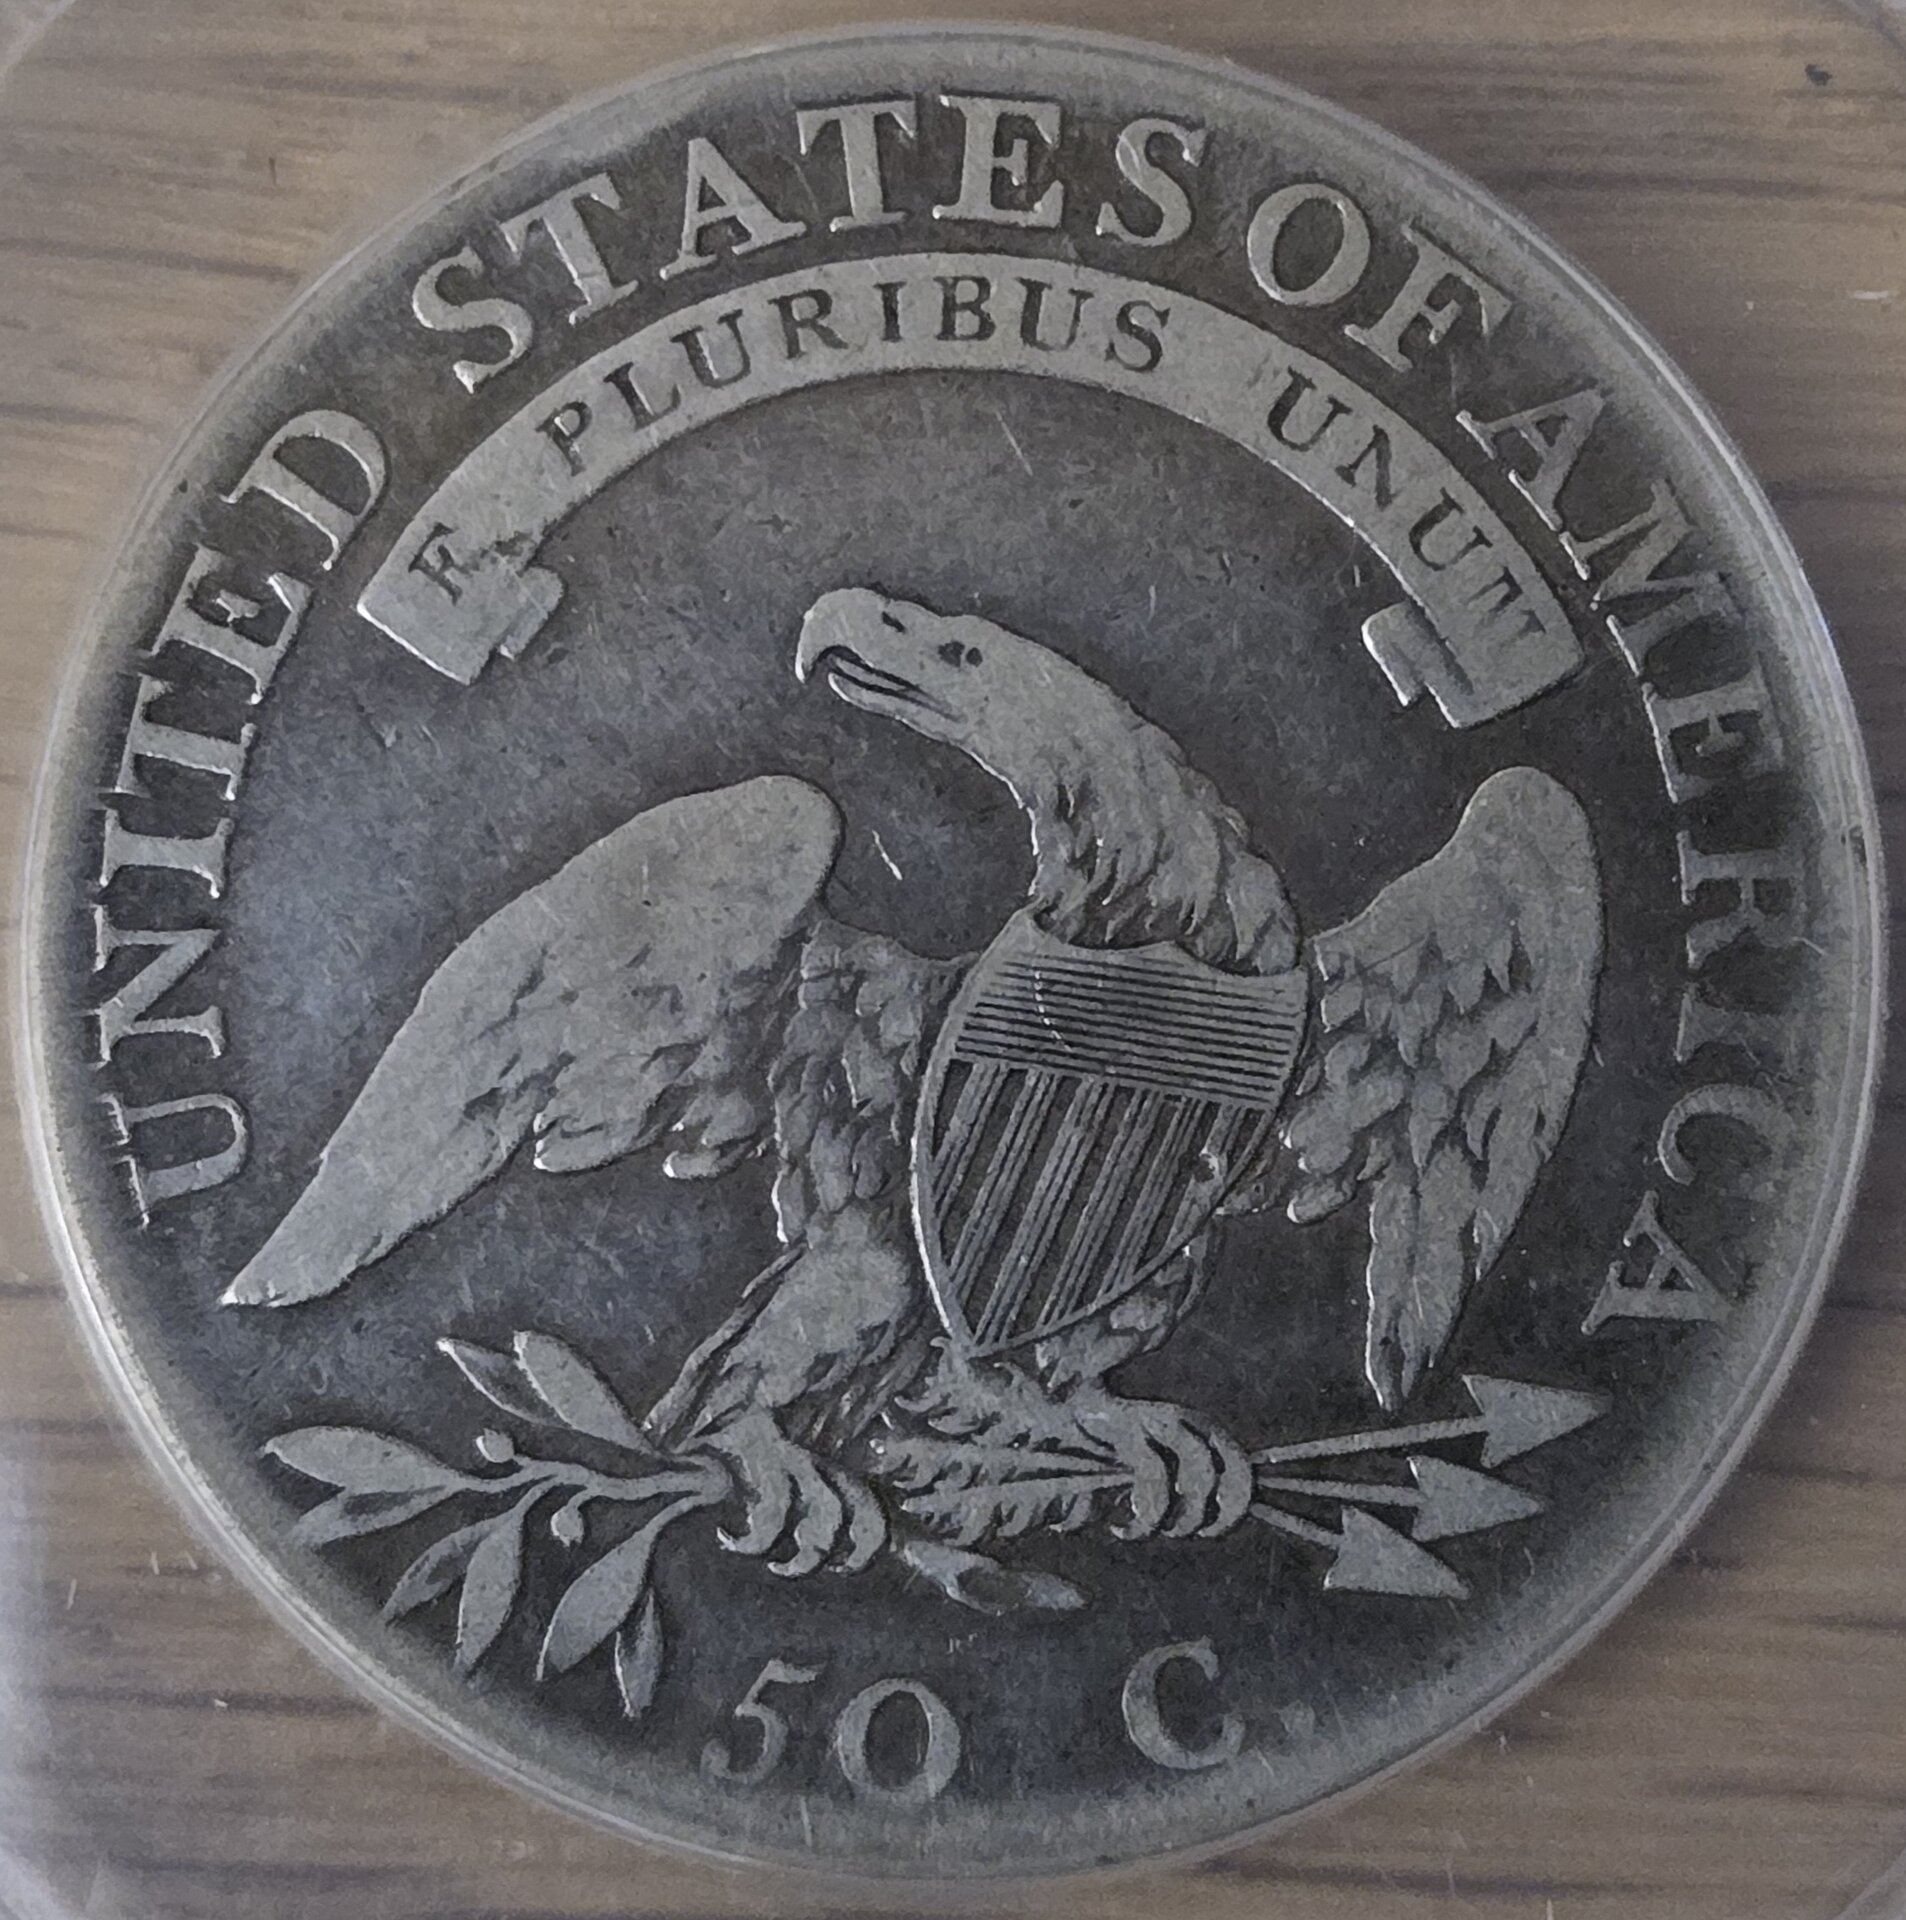 UNITED STATES OF AMERICA
E PLURIBUS UNUM
50 C.